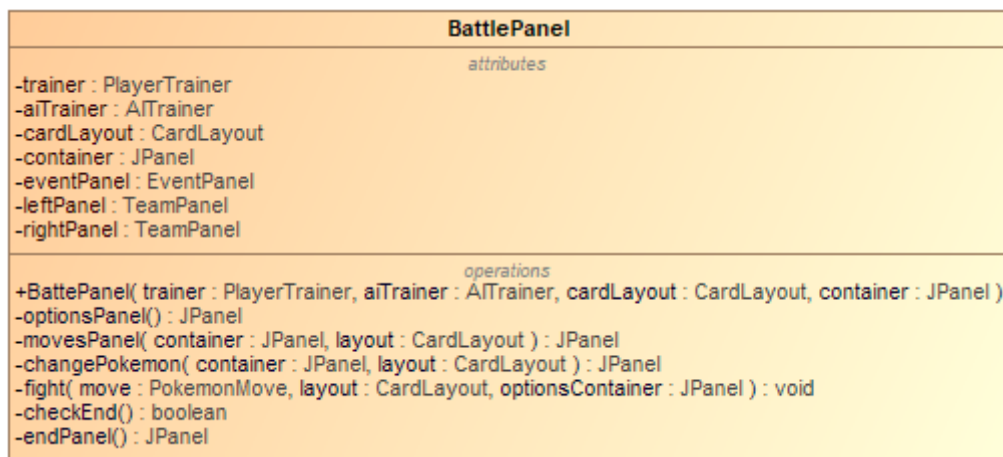 BattlePanel
attributes
-trainer : PlayerTrainer
-aiTrainer : AITrainer
-cardLayout : CardLayout
-container : JPanel
-eventPanel : EventPanel
-leftPanel : TeamPanel
-rightPanel : TeamPanel
operations
+BattePanel( trainer : PlayerTrainer, aiTrainer : AITrainer, cardLayout : CardLayout, container : JPanel )
-optionsPanel() : JPanel
-movesPanel( container : JPanel, layout : CardLayout ) : JPanel
-changePokemon( container : JPanel, layout : CardLayout ) : JPanel
-fight( move : PokemonMove, layout : CardLayout, optionsContainer : JPanel ) : void
-checkEnd() : boolean
-endPanel() : JPanel